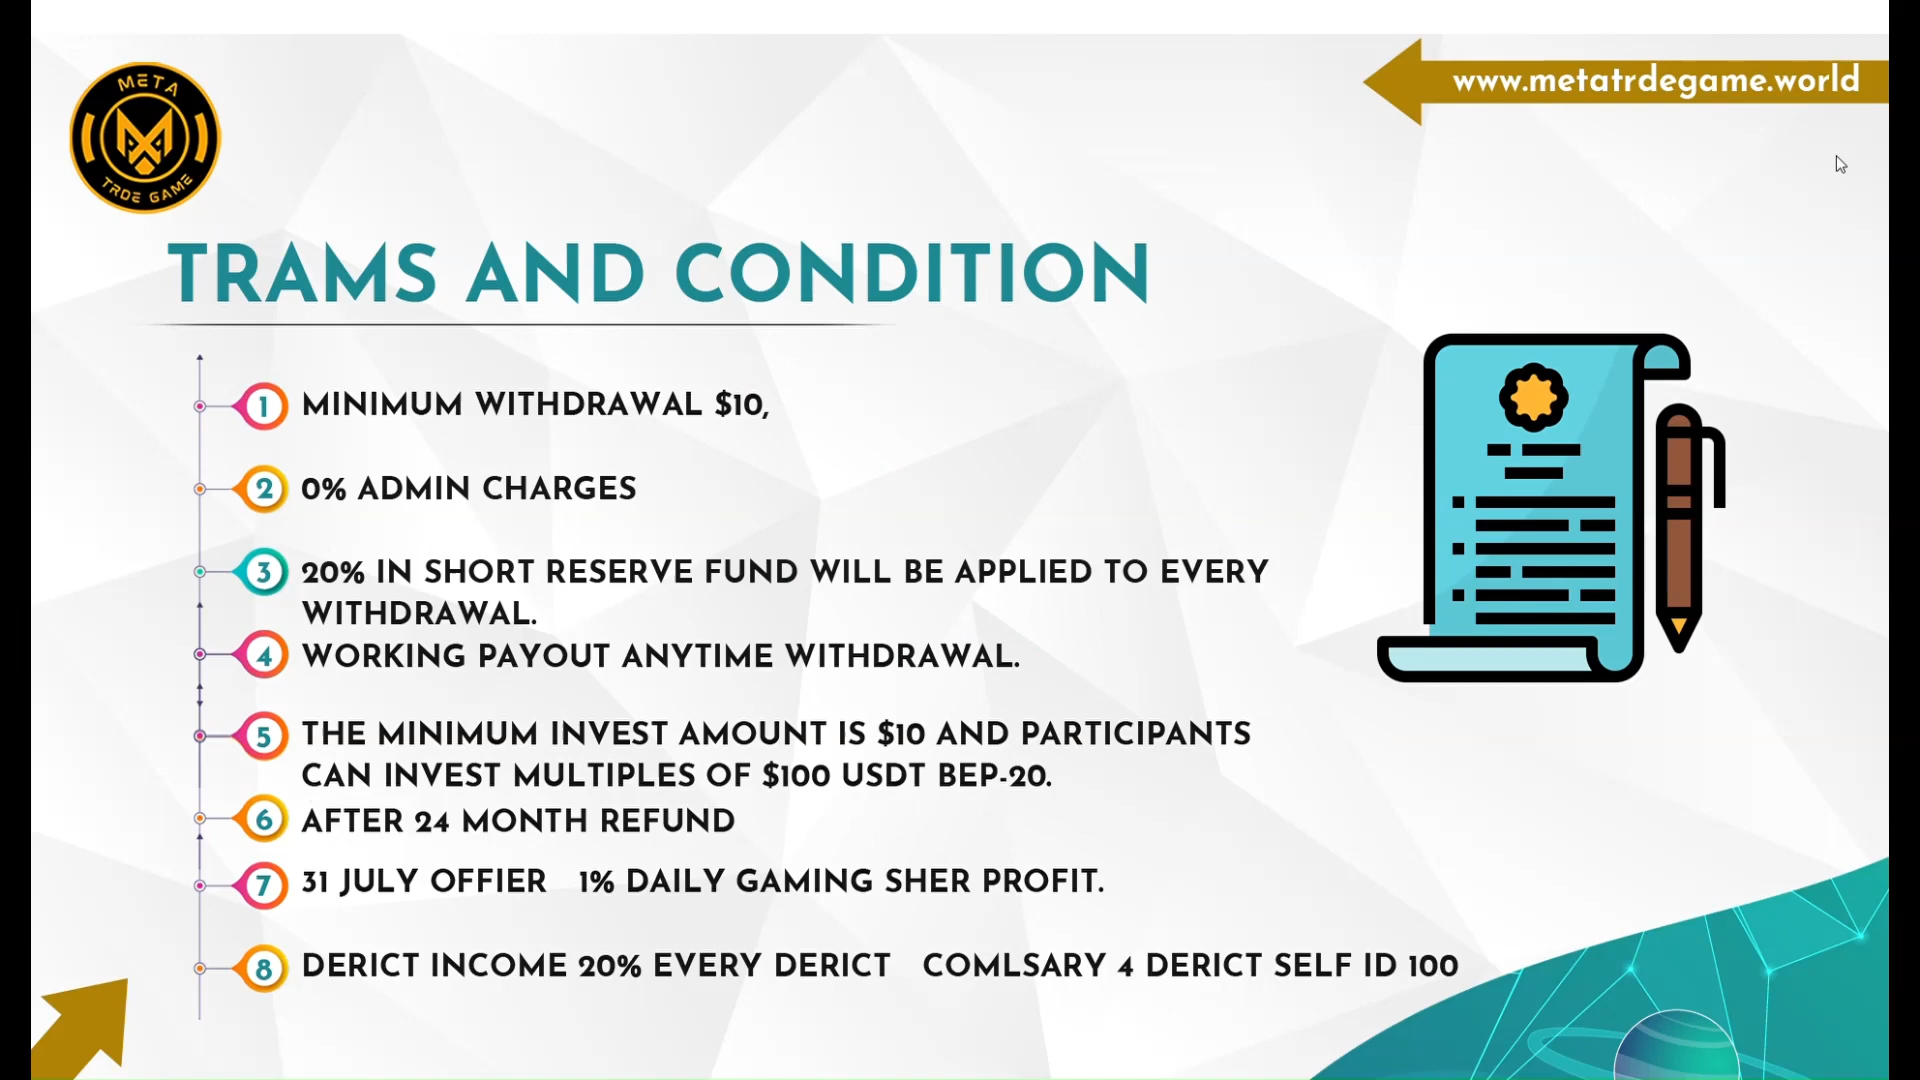 META
TRDE GAME
www.metatrdegame.world
TRAMS AND CONDITION
1 MINIMUM WITHDRAWAL $10,
2 0% ADMIN CHARGES
3 20% IN SHORT RESERVE FUND WILL BE APPLIED TO EVERY
WITHDRAWAL.
4 WORKING PAYOUT ANYTIME WITHDRAWAL.
5 THE MINIMUM INVEST AMOUNT IS $10 AND PARTICIPANTS
CAN INVEST MULTIPLES OF $100 USDT BEP-20.
6 AFTER 24 MONTH REFUND
7 31 JULY OFFIER 1% DAILY GAMING SHER PROFIT.
8 DERICT INCOME 20% EVERY DERICT COMLSARY 4 DERICT SELF ID 100